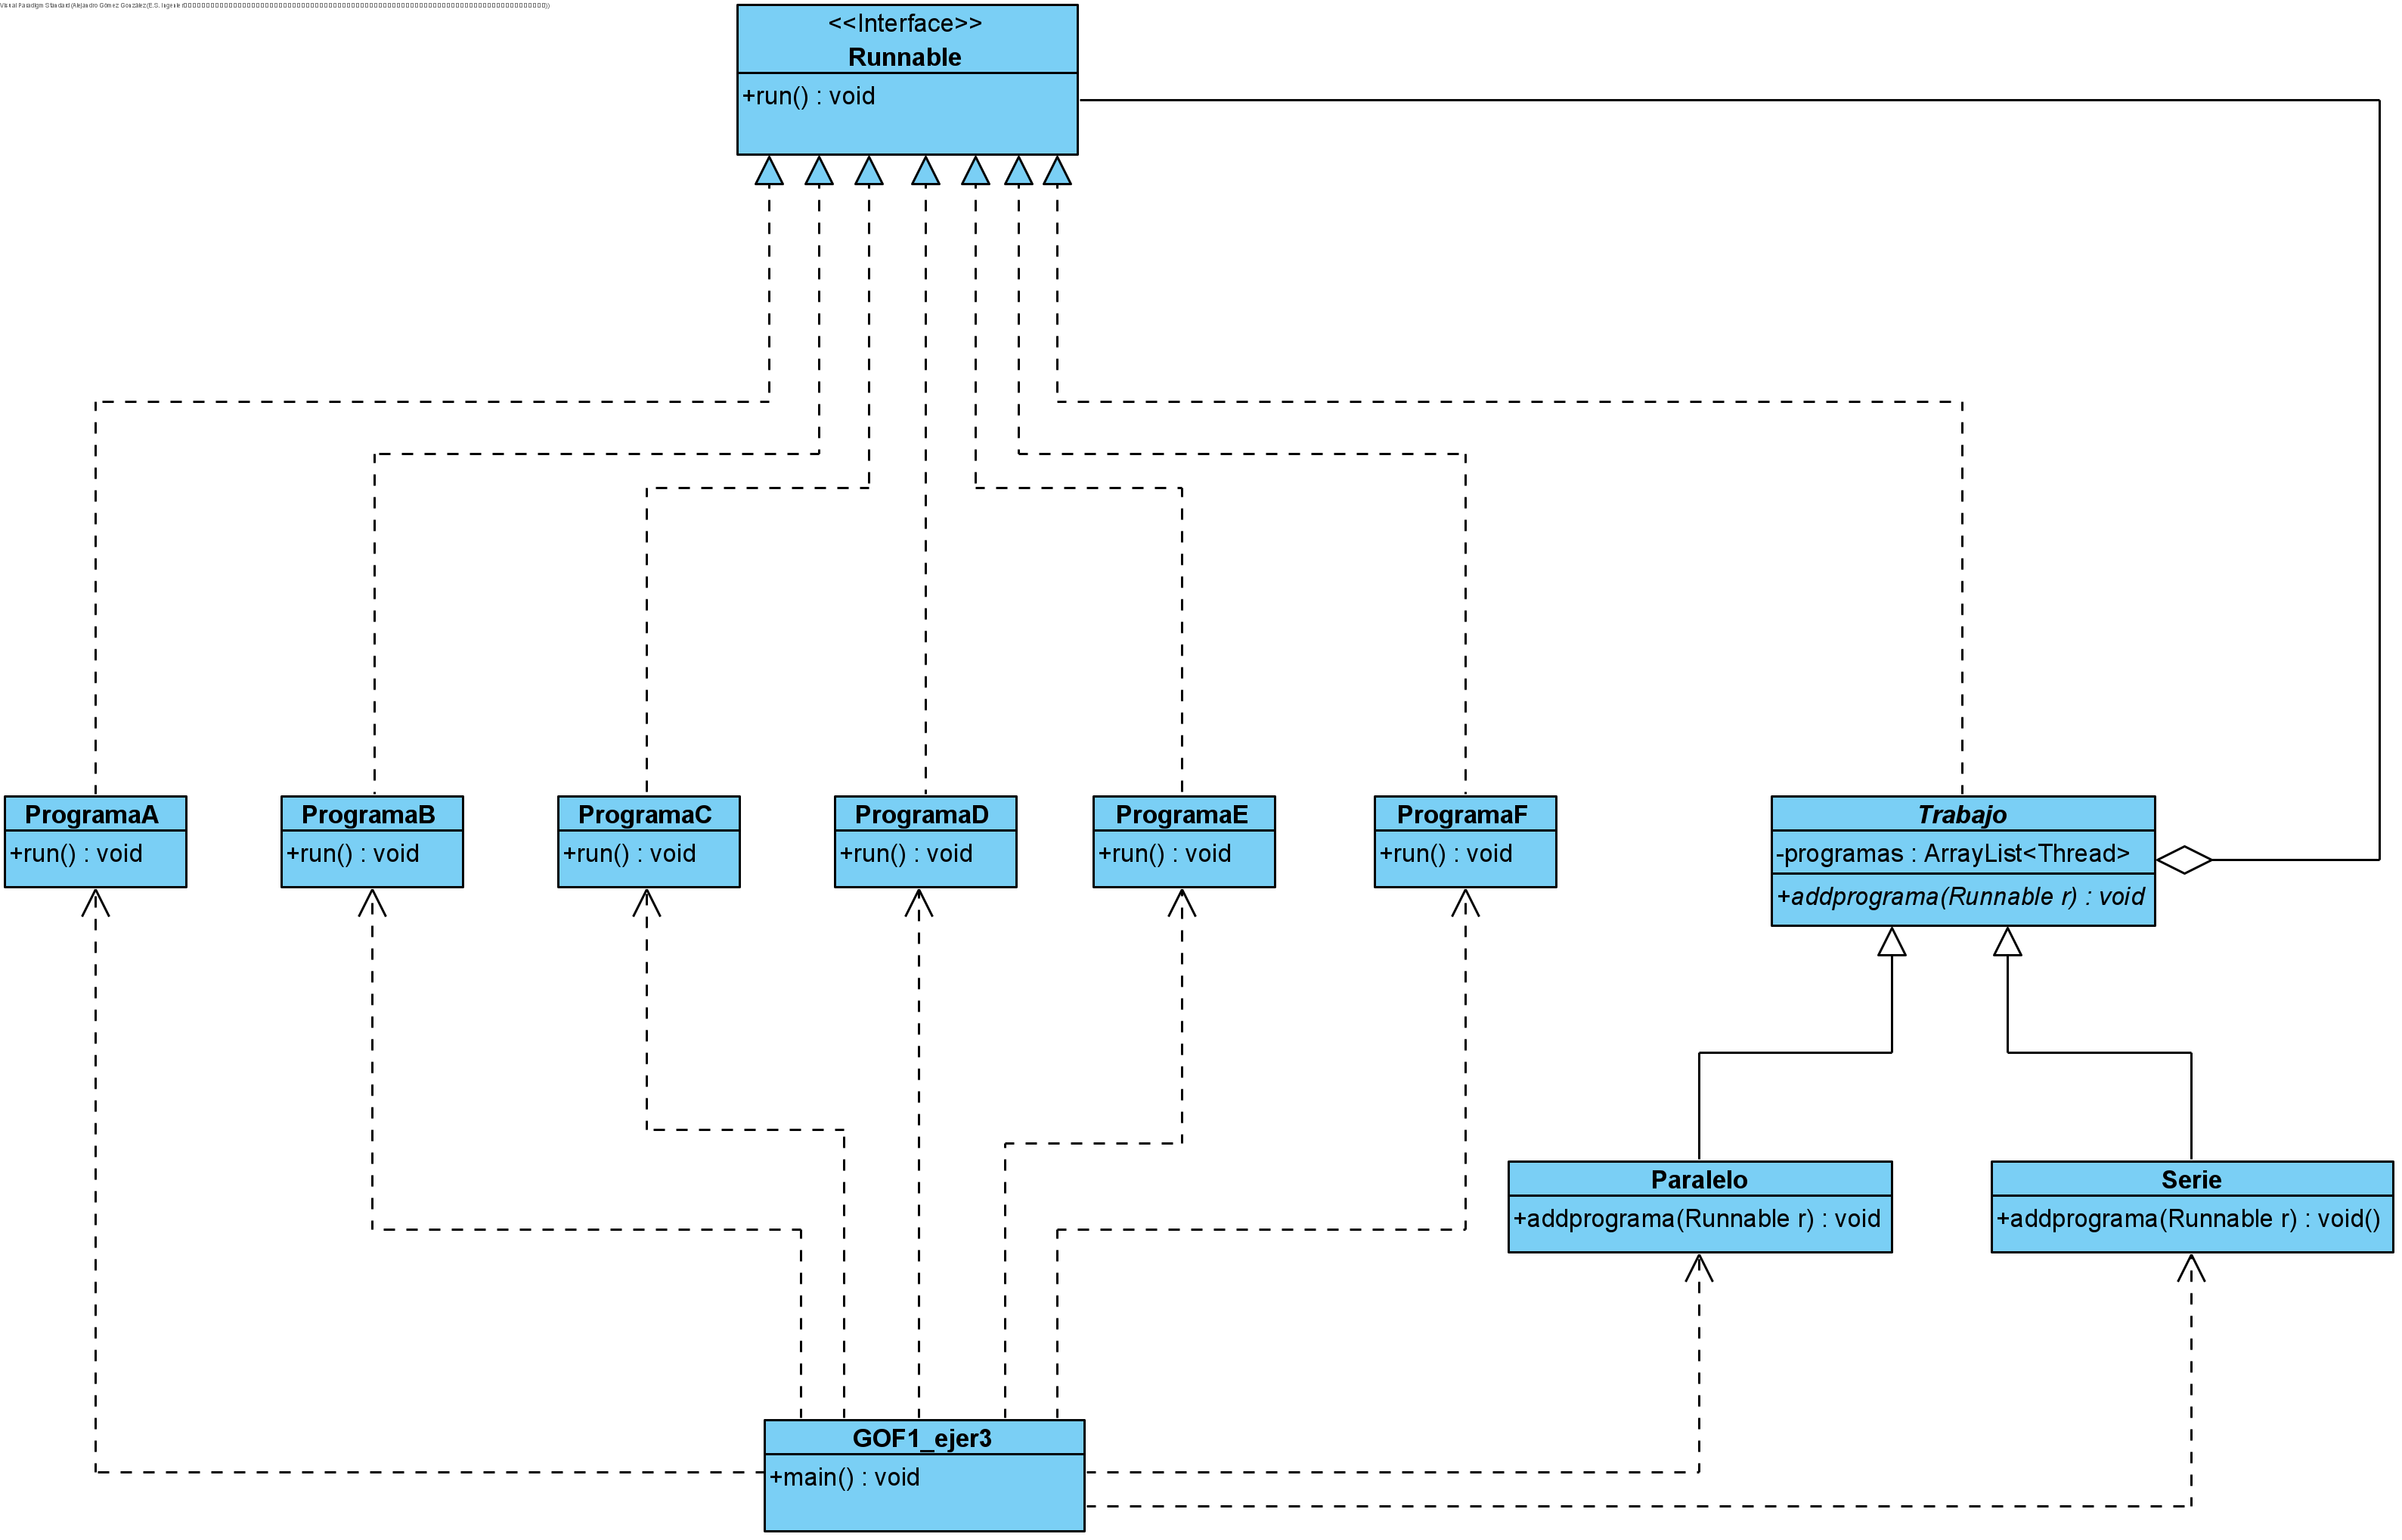 Visual Paradigm Standard(Alejandro Gómez González(E.S. Ingenier
<<Interface>>
Runnable
+run() : void
ProgramaA
+run() : void
ProgramaB
+run() : void
ProgramaC
+run() : void
ProgramaD
+run() : void
ProgramaE
+run() : void
ProgramaF
+run() : void
Trabajo
-programas : ArrayList<Thread>
+addprograma(Runnable r) : void
Paralelo
+addprograma(Runnable r) : void
Serie
+addprograma(Runnable r) : void()
GOF1_ejer3
+main() : void